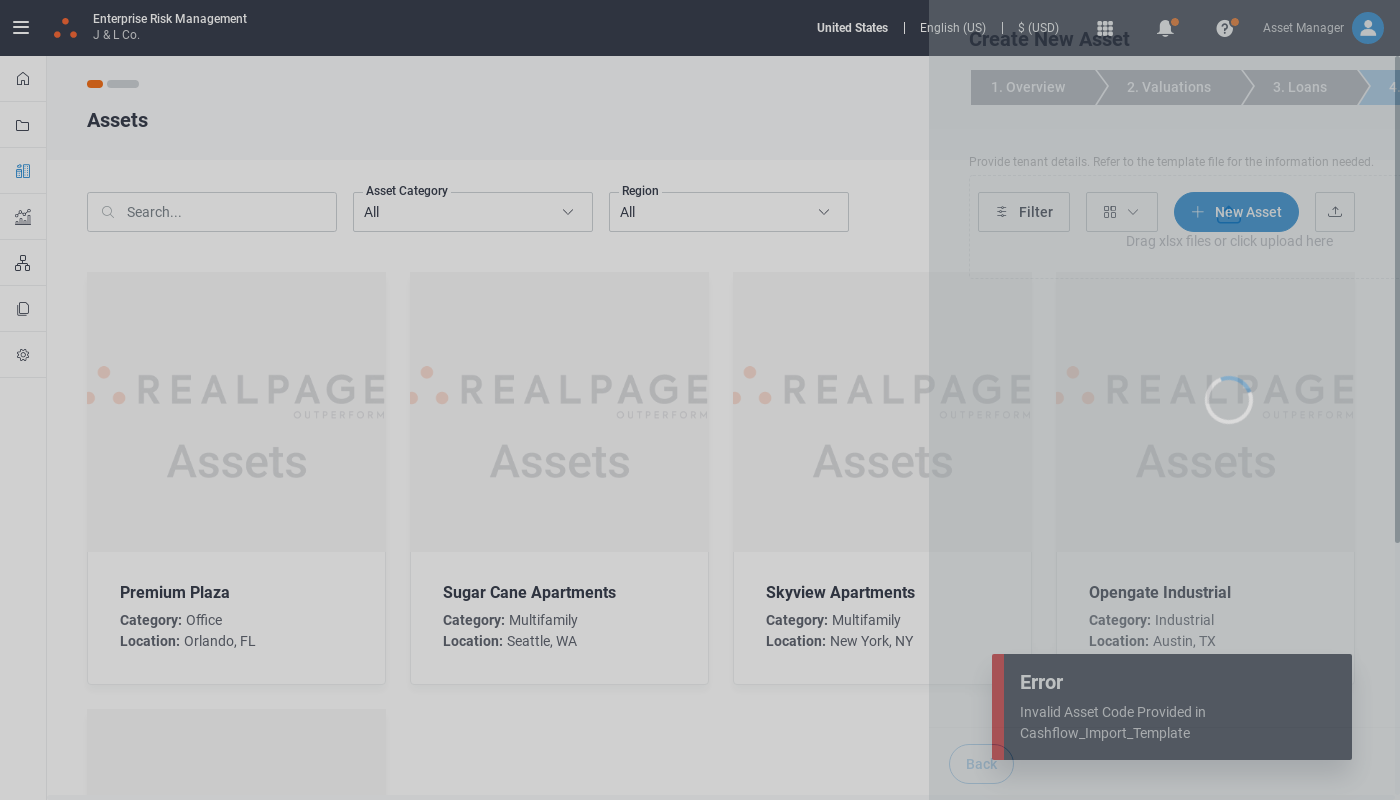 Enterprise Risk Management
J & L Co.
United States
English (US)
$ (USD)
Asset Manager
Create New Asset
1. Overview
2. Valuations
3. Loans
4
Assets
Provide tenant details. Refer to the template file for the information needed.
Search...
Asset Category
All
Region
All
Filter
New Asset
Drag xlsx files or click upload here
REALPAGE
OUTPERFORM
Assets
REALPAGE
OUTPERFORM
Assets
REALPAGE
OUTPERFORM
Assets
REALPAGE
OUTPERFORM
Assets
Premium Plaza
Category: Office
Location: Orlando, FL
Sugar Cane Apartments
Category: Multifamily
Location: Seattle, WA
Skyview Apartments
Category: Multifamily
Location: New York, NY
Opengate Industrial
Category: Industrial
Location: Austin, TX
Error
Invalid Asset Code Provided in
Cashflow_Import_Template
Back